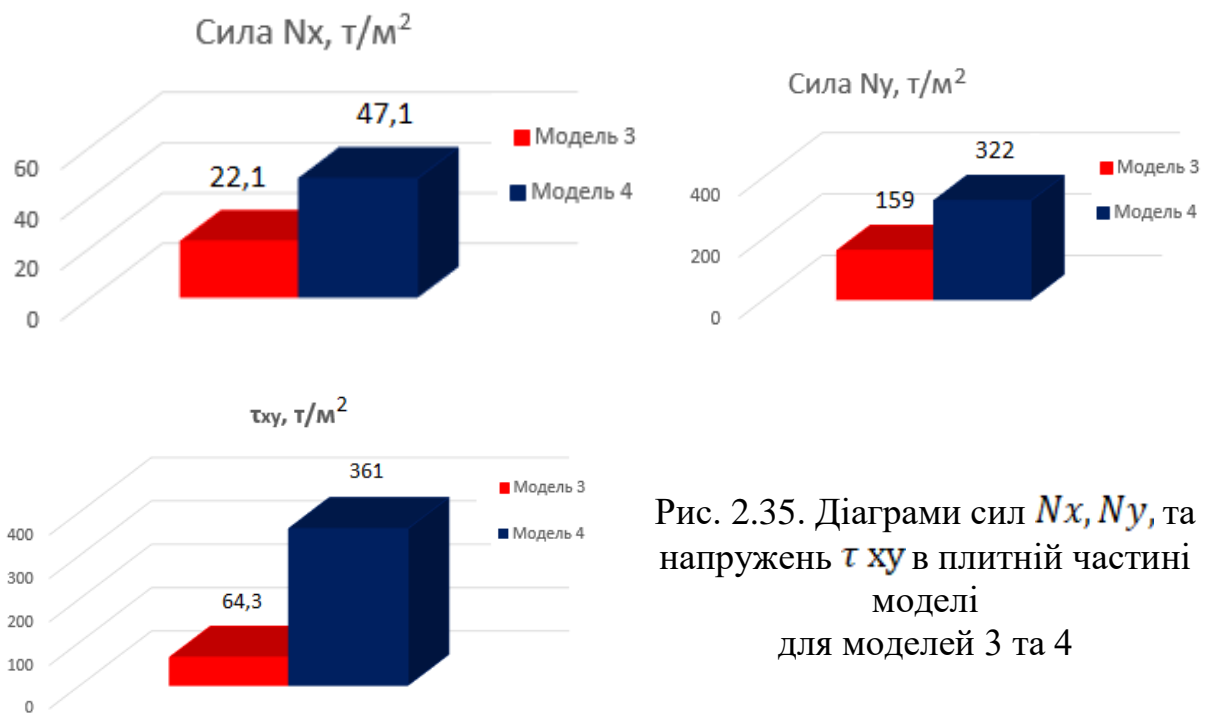 Сила Nx, т/м²
47,1
22,1
60
40
20
0
Модель 3
Модель 4
Сила Ny, т/м²
322
159
400
200
0
Модель 3
Модель 4
τxy, т/м²
361
64,3
400
300
200
100
0
Модель 3
Модель 4
Рис. 2.35. Діаграми сил Nx, Ny, та
напружень τ xy в плитній частині
моделі
для моделей 3 та 4